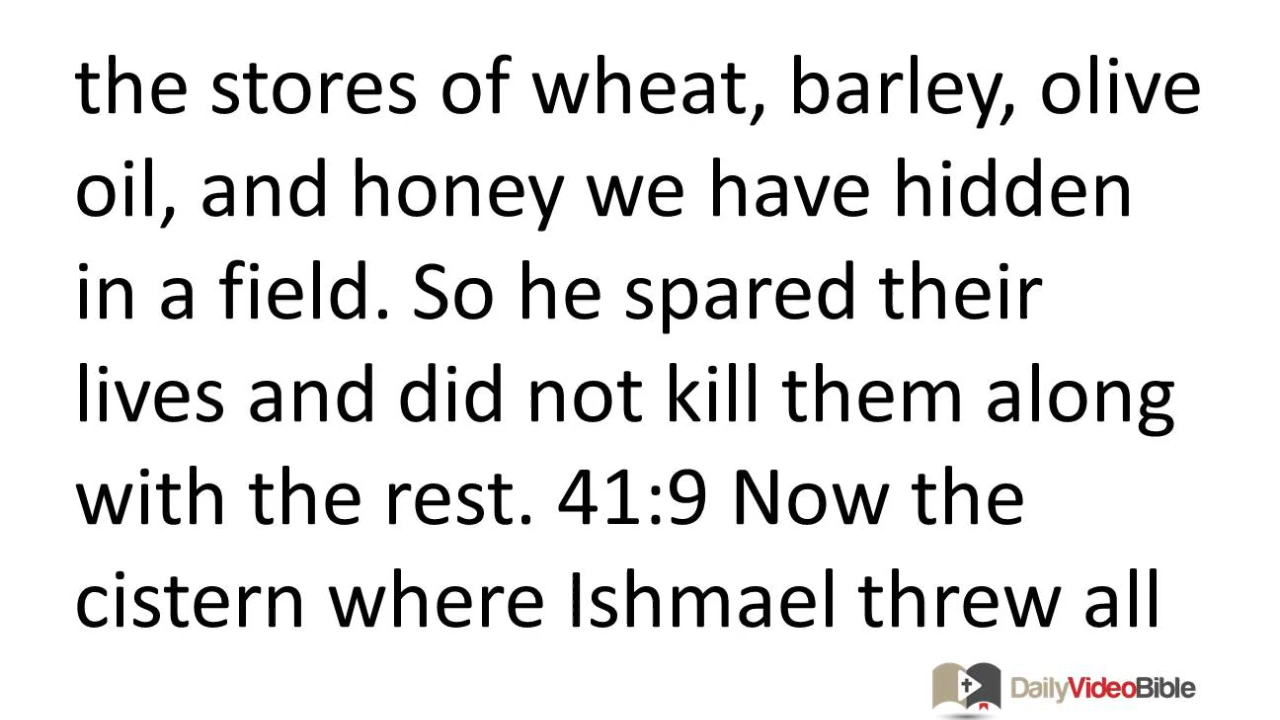 the stores of wheat, barley, olive
oil, and honey we have hidden
in a field. So he spared their
lives and did not kill them along
with the rest. 41:9 Now the
cistern where Ishmael threw all
DailyVideoBible